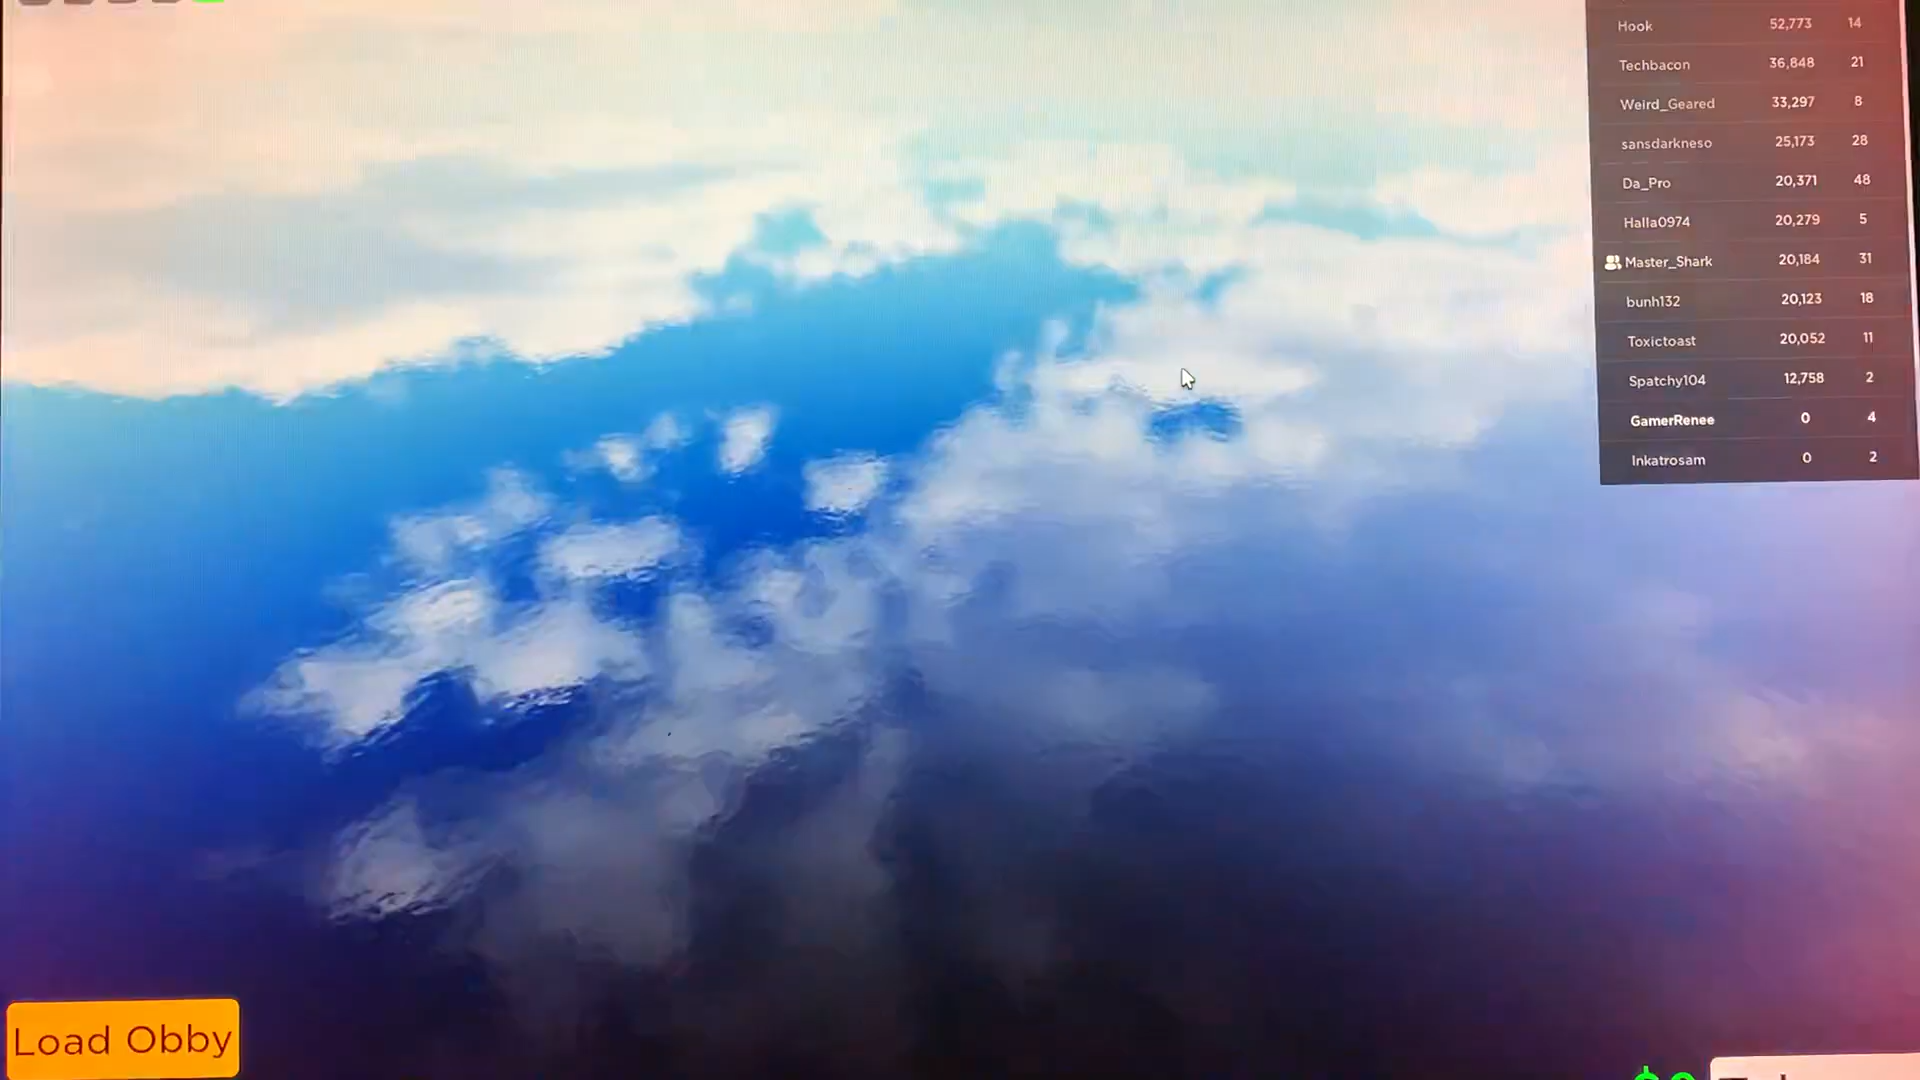 Hook 52,773 14
Techbacon 36,848 21
Weird_Geared 33,297 8
sansdarkneso 25,173 28
Da_Pro 20,371 48
Halla0974 20,279 5
Master_Shark 20,184 31
bunh132 20,123 18
Toxictoast 20,052 11
Spatchy104 12,758 2
GamerRenee 0 4
Inkatrosam 0 2
Load Obby